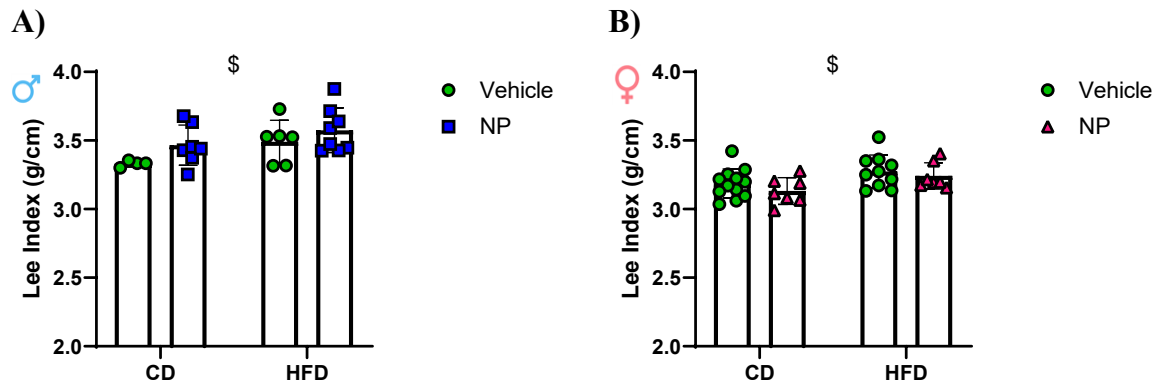 A)
$
4.0
3.5
3.0
2.5
2.0
Lee Index (g/cm)
CD
HFD
Vehicle
NP
B)
$
4.0
3.5
3.0
2.5
2.0
Lee Index (g/cm)
CD
HFD
Vehicle
NP